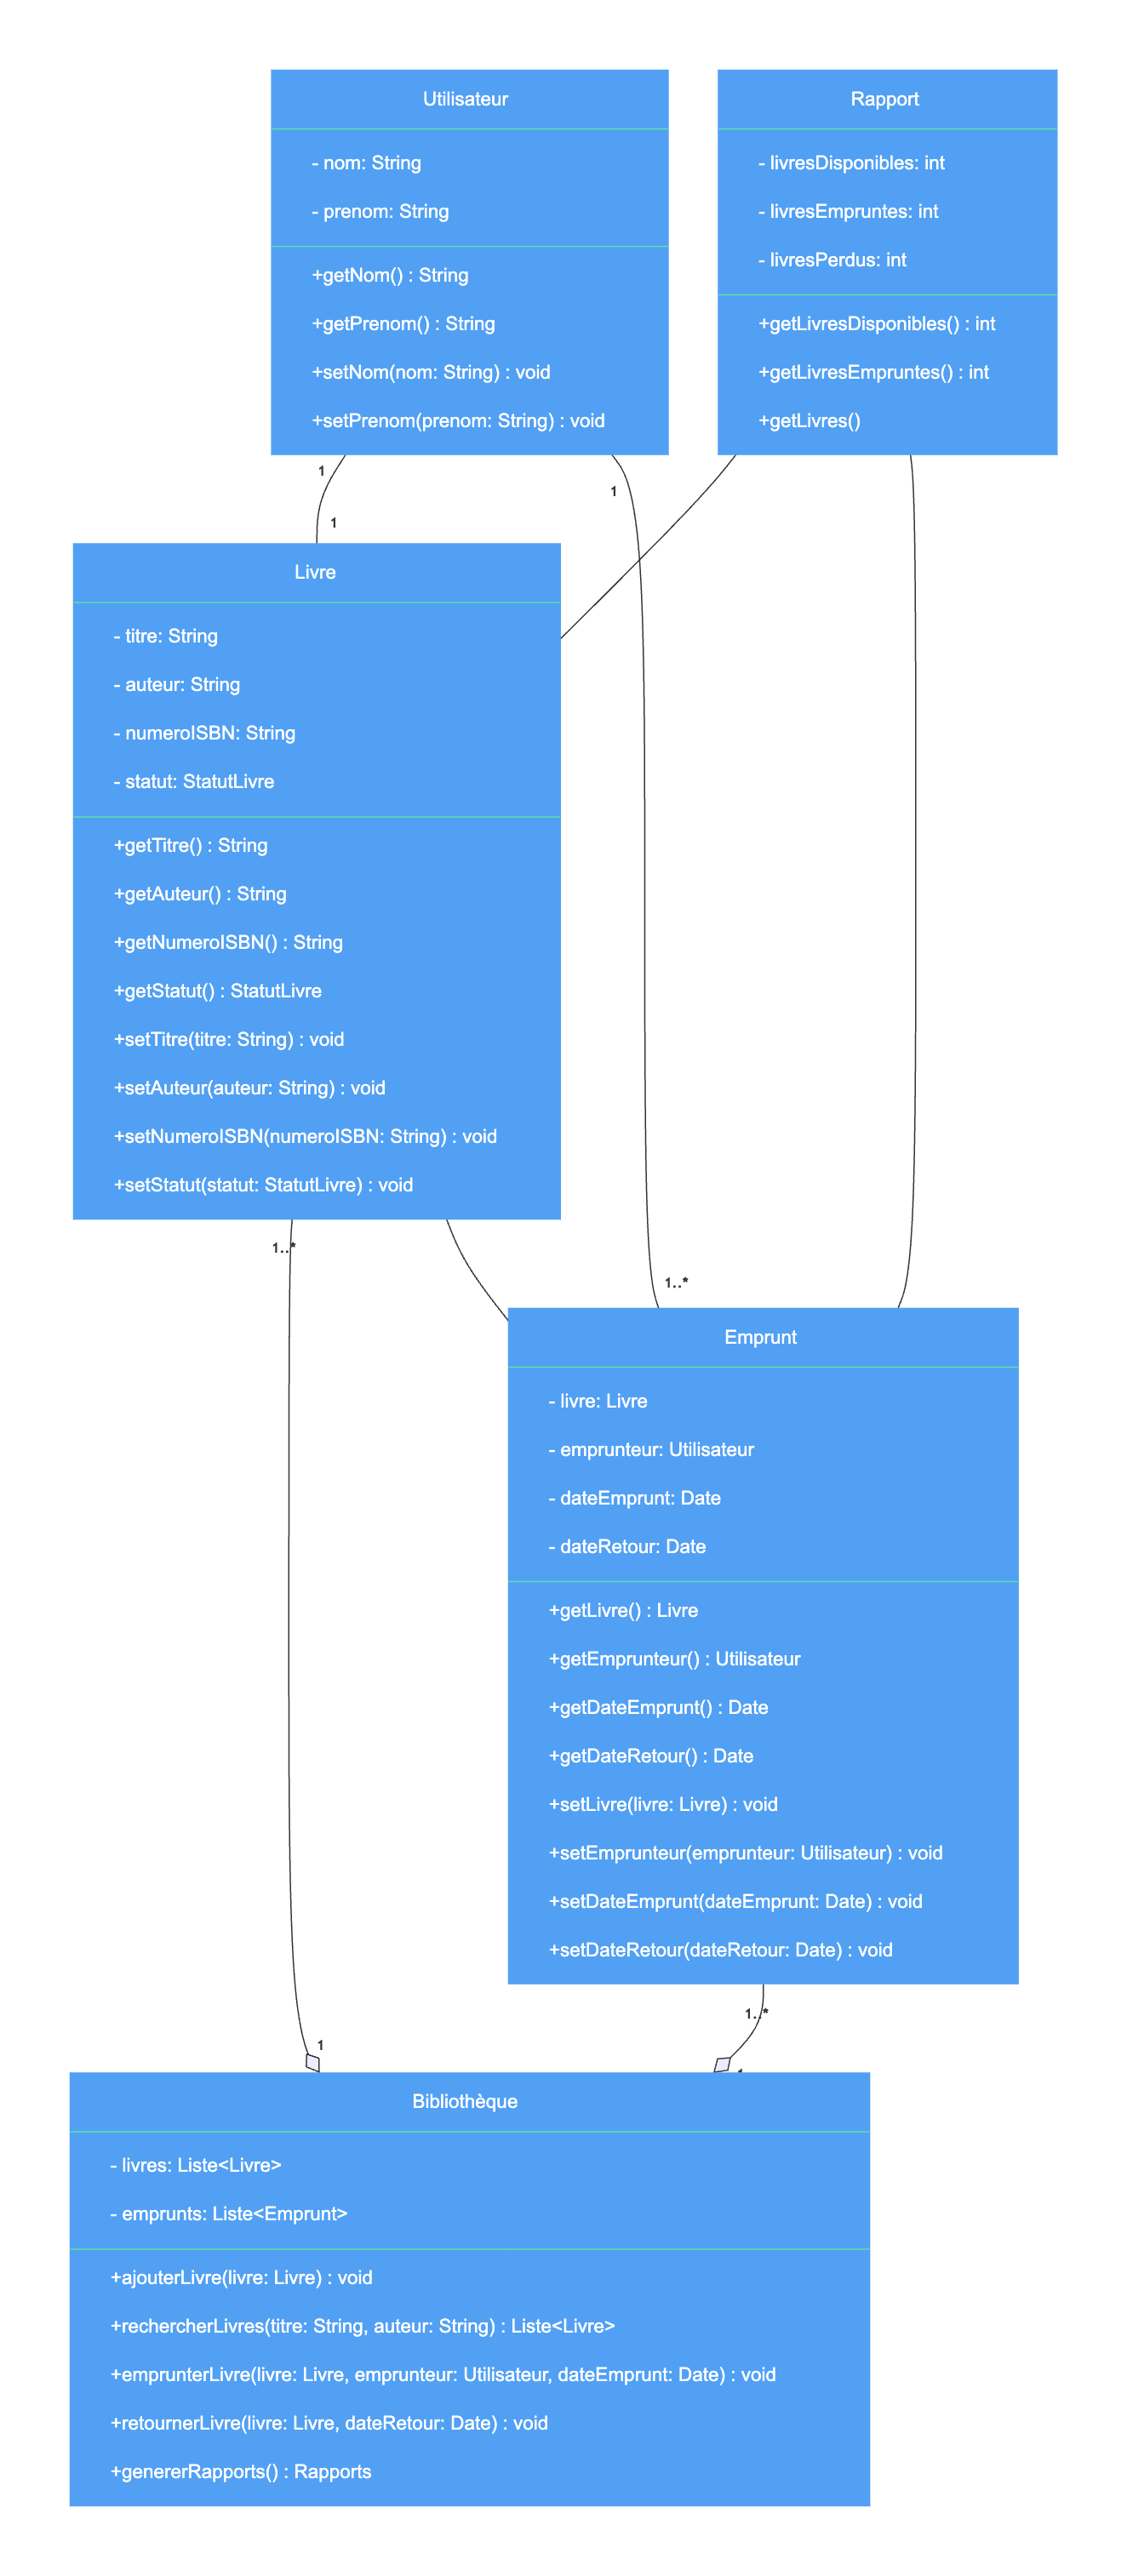 Utilisateur
- nom: String
- prenom: String
+getNom() : String
+getPrenom() : String
+setNom(nom: String) : void
+setPrenom(prenom: String) : void
Rapport
- livresDisponibles: int
- livresEmpruntes: int
- livresPerdus: int
+getLivresDisponibles() : int
+getLivresEmpruntes() : int
+getLivres()
1
1
1
Livre
- titre: String
- auteur: String
- numeroISBN: String
- statut: StatutLivre
+getTitre() : String
+getAuteur() : String
+getNumeroISBN() : String
+getStatut() : StatutLivre
+setTitre(titre: String) : void
+setAuteur(auteur: String) : void
+setNumeroISBN(numeroISBN: String) : void
+setStatut(statut: StatutLivre) : void
1..*
1..*
Emprunt
- livre: Livre
- emprunteur: Utilisateur
- dateEmprunt: Date
- dateRetour: Date
+getLivre() : Livre
+getEmprunteur() : Utilisateur
+getDateEmprunt() : Date
+getDateRetour() : Date
+setLivre(livre: Livre) : void
+setEmprunteur(emprunteur: Utilisateur) : void
+setDateEmprunt(dateEmprunt: Date) : void
+setDateRetour(dateRetour: Date) : void
1..*
1
Bibliothèque
- livres: Liste<Livre>
- emprunts: Liste<Emprunt>
+ajouterLivre(livre: Livre) : void
+rechercherLivres(titre: String, auteur: String) : Liste<Livre>
+emprunterLivre(livre: Livre, emprunteur: Utilisateur, dateEmprunt: Date) : void
+retournerLivre(livre: Livre, dateRetour: Date) : void
+genererRapports() : Rapports